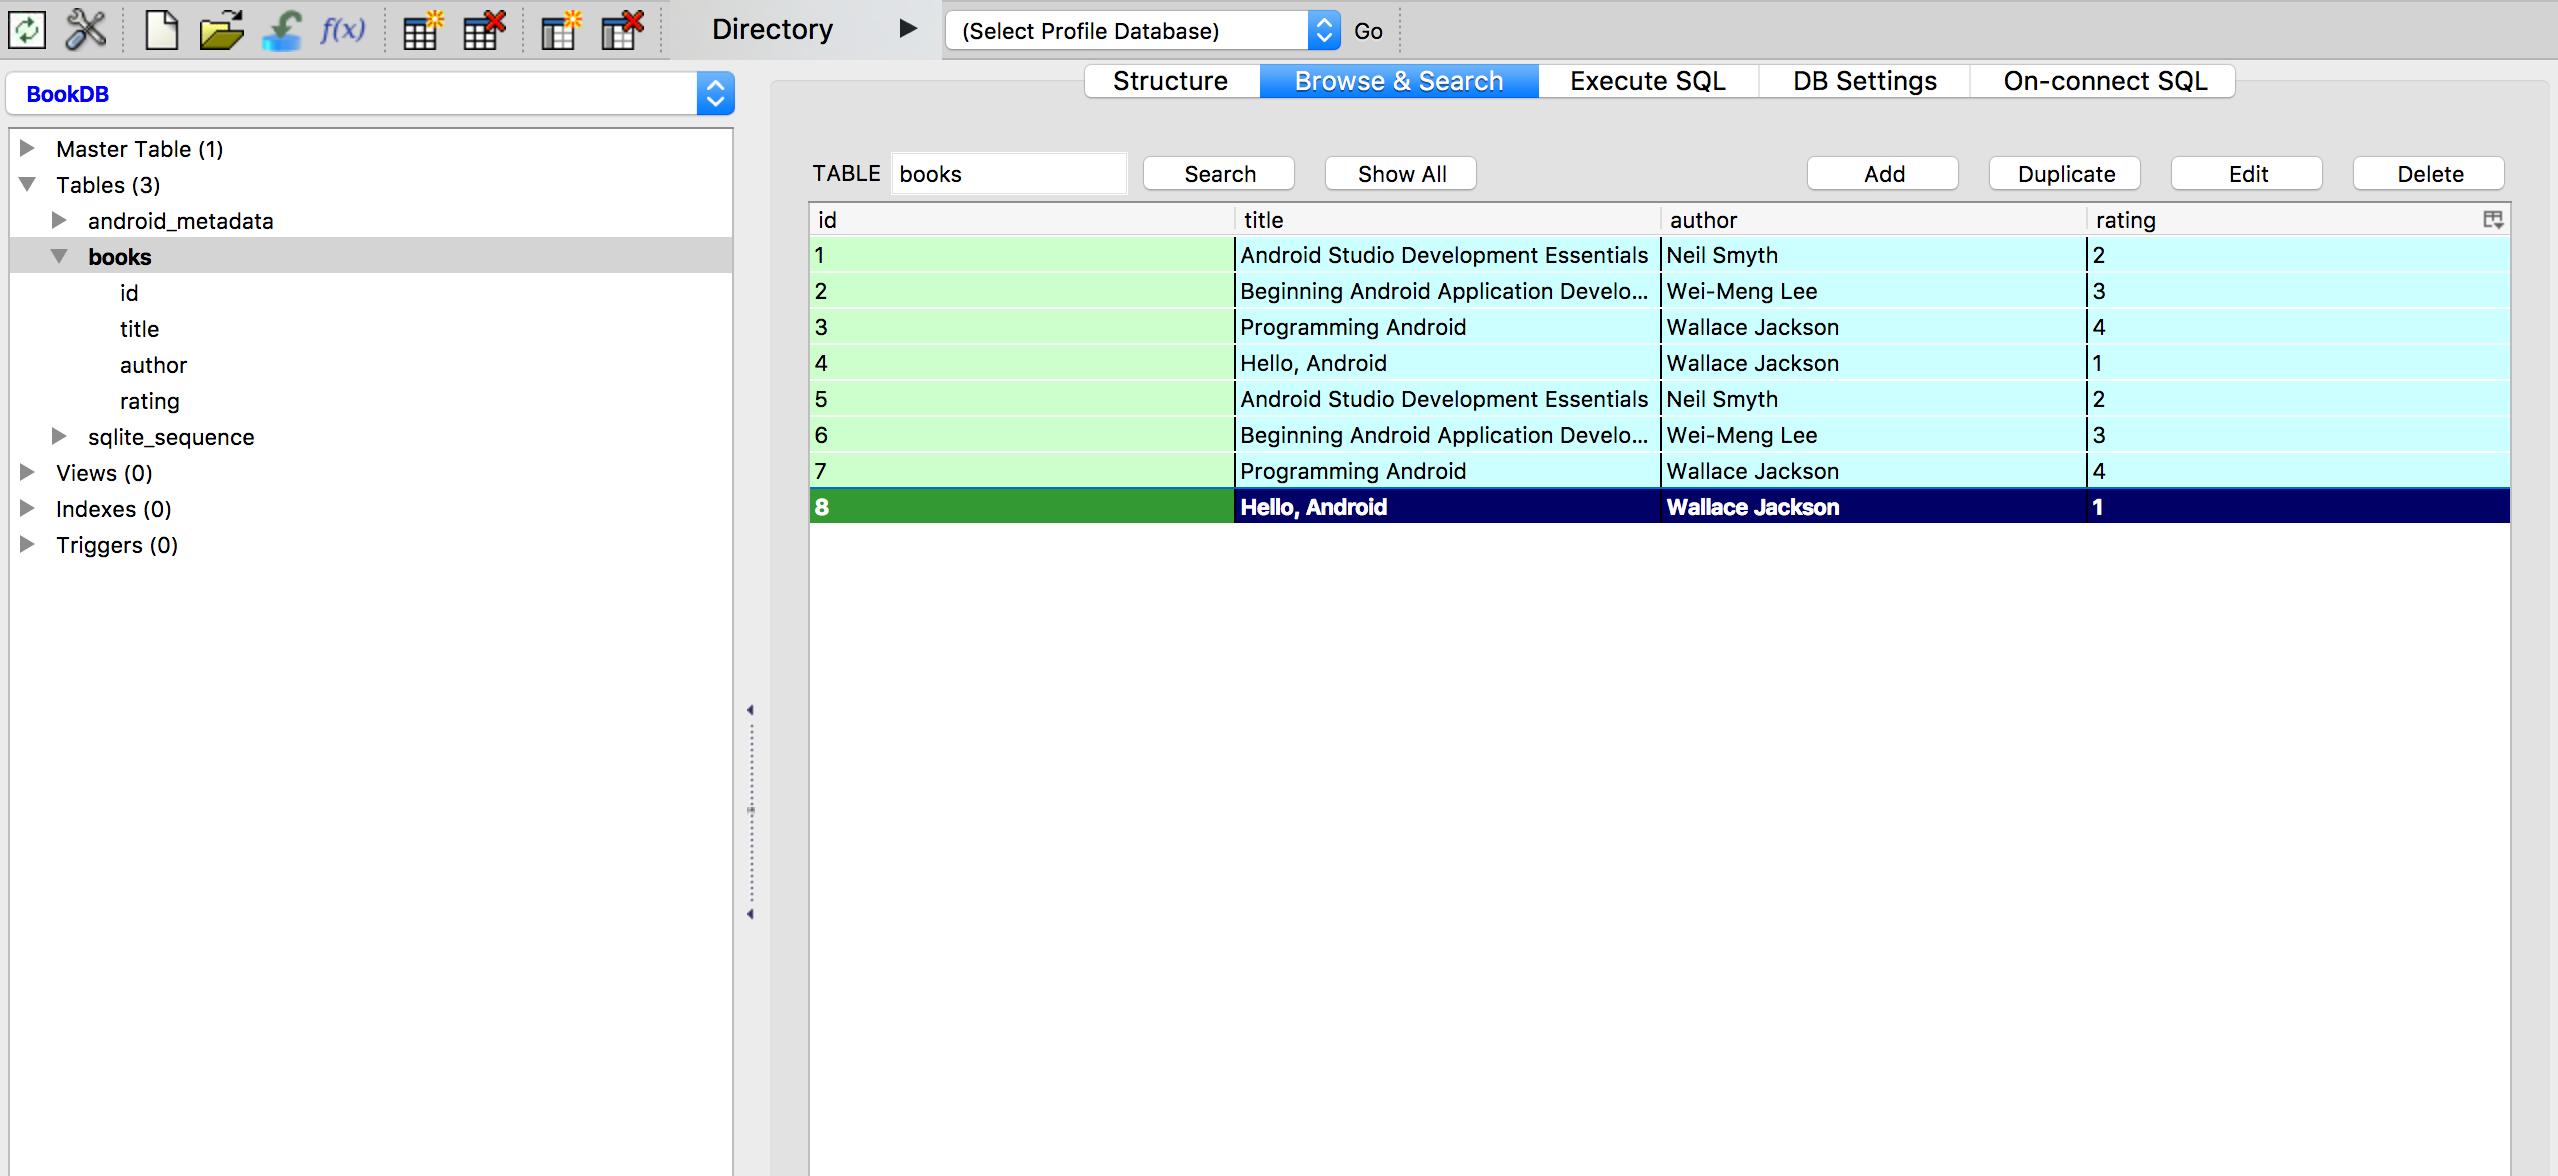 f(x) Directory (Select Profile Database) Go
BookDB
Structure Browse & Search Execute SQL DB Settings On-connect SQL
Master Table (1)
Tables (3)
android_metadata
books
id
title
author
rating
sqlite_sequence
Views (0)
Indexes (0)
Triggers (0)
TABLE books Search Show All Add Duplicate Edit Delete
id title author rating
1 Android Studio Development Essentials Neil Smyth 2
2 Beginning Android Application Develo... Wei-Meng Lee 3
3 Programming Android Wallace Jackson 4
4 Hello, Android Wallace Jackson 1
5 Android Studio Development Essentials Neil Smyth 2
6 Beginning Android Application Develo... Wei-Meng Lee 3
7 Programming Android Wallace Jackson 4
8 Hello, Android Wallace Jackson 1